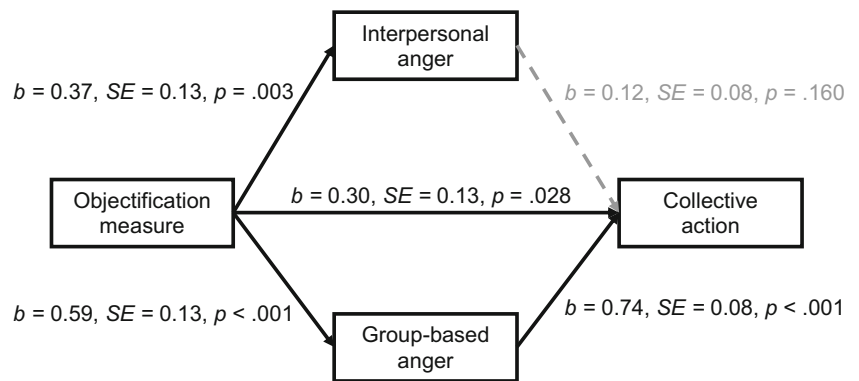 Interpersonal
anger
b = 0.37, SE = 0.13, p = .003
b = 0.12, SE = 0.08, p = .160
Objectification
measure
b = 0.30, SE = 0.13, p = .028
Collective
action
b = 0.59, SE = 0.13, p < .001
b = 0.74, SE = 0.08, p < .001
Group-based
anger